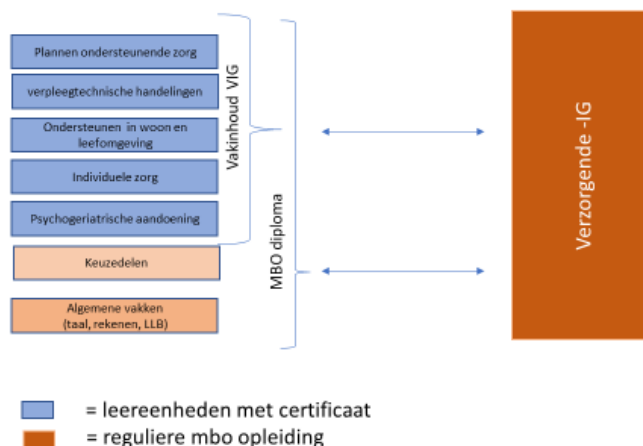 Plannen ondersteunende zorg
verpleegtechnische handelingen
Ondersteunen in woon en
leefomgeving
Individuele zorg
Psychogeriatrische aandoening
Keuzedelen
Algemene vakken
(taal, rekenen, LLB)
Vakinhoud VIG
MBO diploma
Verzorgende -IG
= leereenheden met certificaat
= reguliere mbo opleiding